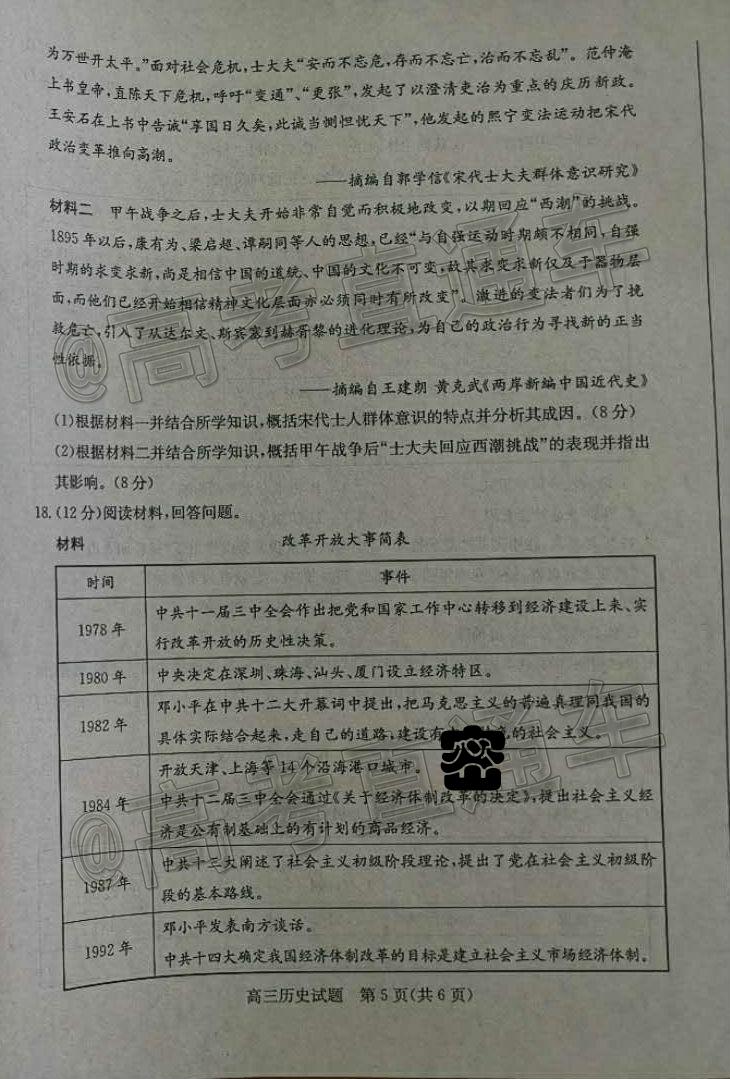 为万世开太平。”面对社会危机,士大夫“安而不忘危,存而不忘亡,治而不忘乱”。范仲淹
上书皇帝,直陈天下危机,呼吁“变通”、“更张”,发起了以澄清吏治为重点的庆历新政。
王安石在上书中告诫“享国日久矣,此诚当恻怛忧天下”,他发起的熙宁变法运动把宋代
政治变革推向高潮。
——摘编自郭学信《宋代士大夫群体意识研究》
材料二 甲午战争之后,士大夫开始非常自觉而积极地改变,以期回应“西潮”的挑战。
1895年以后,康有为、梁启超、谭嗣同等人的思想,已经“与自强运动时期颇不相同,自强
时期的求变求新,尚是相信中国的道统、中国的文化不可变,故其求变求新仅及于器物层
面,而他们已经开始相信精神文化层面亦必须同时有所改变”。激进的变法者们为了挽
救危亡,引入了从达尔文、斯宾塞到赫胥黎的进化理论,为自己的政治行为寻找新的正当
性依据。
——摘编自王建朗 黄克武《两岸新编中国近代史》
(1)根据材料一并结合所学知识,概括宋代士人群体意识的特点并分析其成因。(8分)
(2)根据材料二并结合所学知识,概括甲午战争后“士大夫回应西潮挑战”的表现并指出
其影响。(8分)
18.(12分)阅读材料,回答问题。
材料 改革开放大事简表
时间 事件
1978年 中共十一届三中全会作出把党和国家工作中心转移到经济建设上来、实
行改革开放的历史性决策。
1980年 中央决定在深圳、珠海、汕头、厦门设立经济特区。
1982年 邓小平在中共十二大开幕词中提出,把马克思主义的普遍真理同我国的
具体实际结合起来,走自己的道路,建设有 的社会主义。
1984年 开放天津、上海等14个沿海港口城市。
中共十二届三中全会通过《关于经济体制改革的决定》,提出社会主义经
济是公有制基础上的有计划的商品经济。
1987年 中共十三大阐述了社会主义初级阶段理论,提出了党在社会主义初级阶
段的基本路线。
1992年 邓小平发表南方谈话。
中共十四大确定我国经济体制改革的目标是建立社会主义市场经济体制。
高三历史试题 第5页(共6页)
@高考直通车
@高考直通车